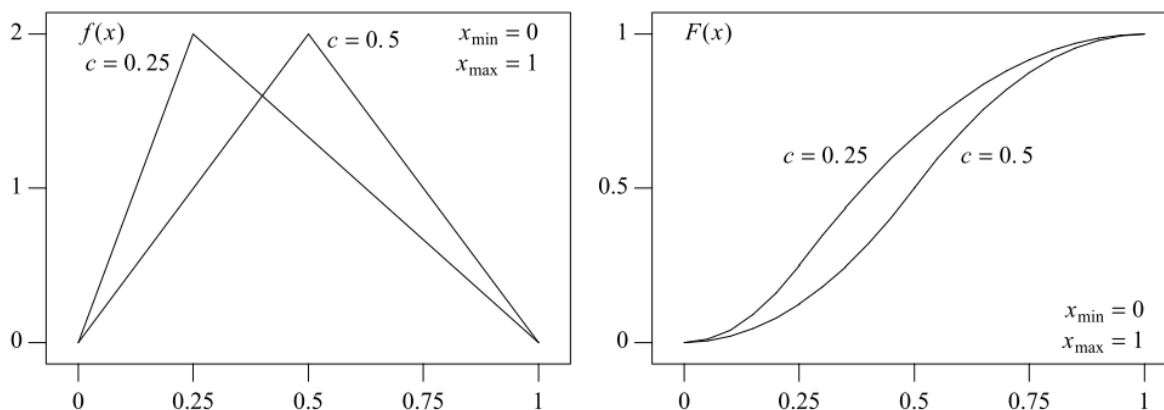 2
f(x)
c = 0.25
c = 0.5
x_min = 0
x_max = 1
1
0
0
0.25
0.5
0.75
1
1
F(x)
c = 0.25
c = 0.5
0.5
x_min = 0
x_max = 1
0
0
0.25
0.5
0.75
1